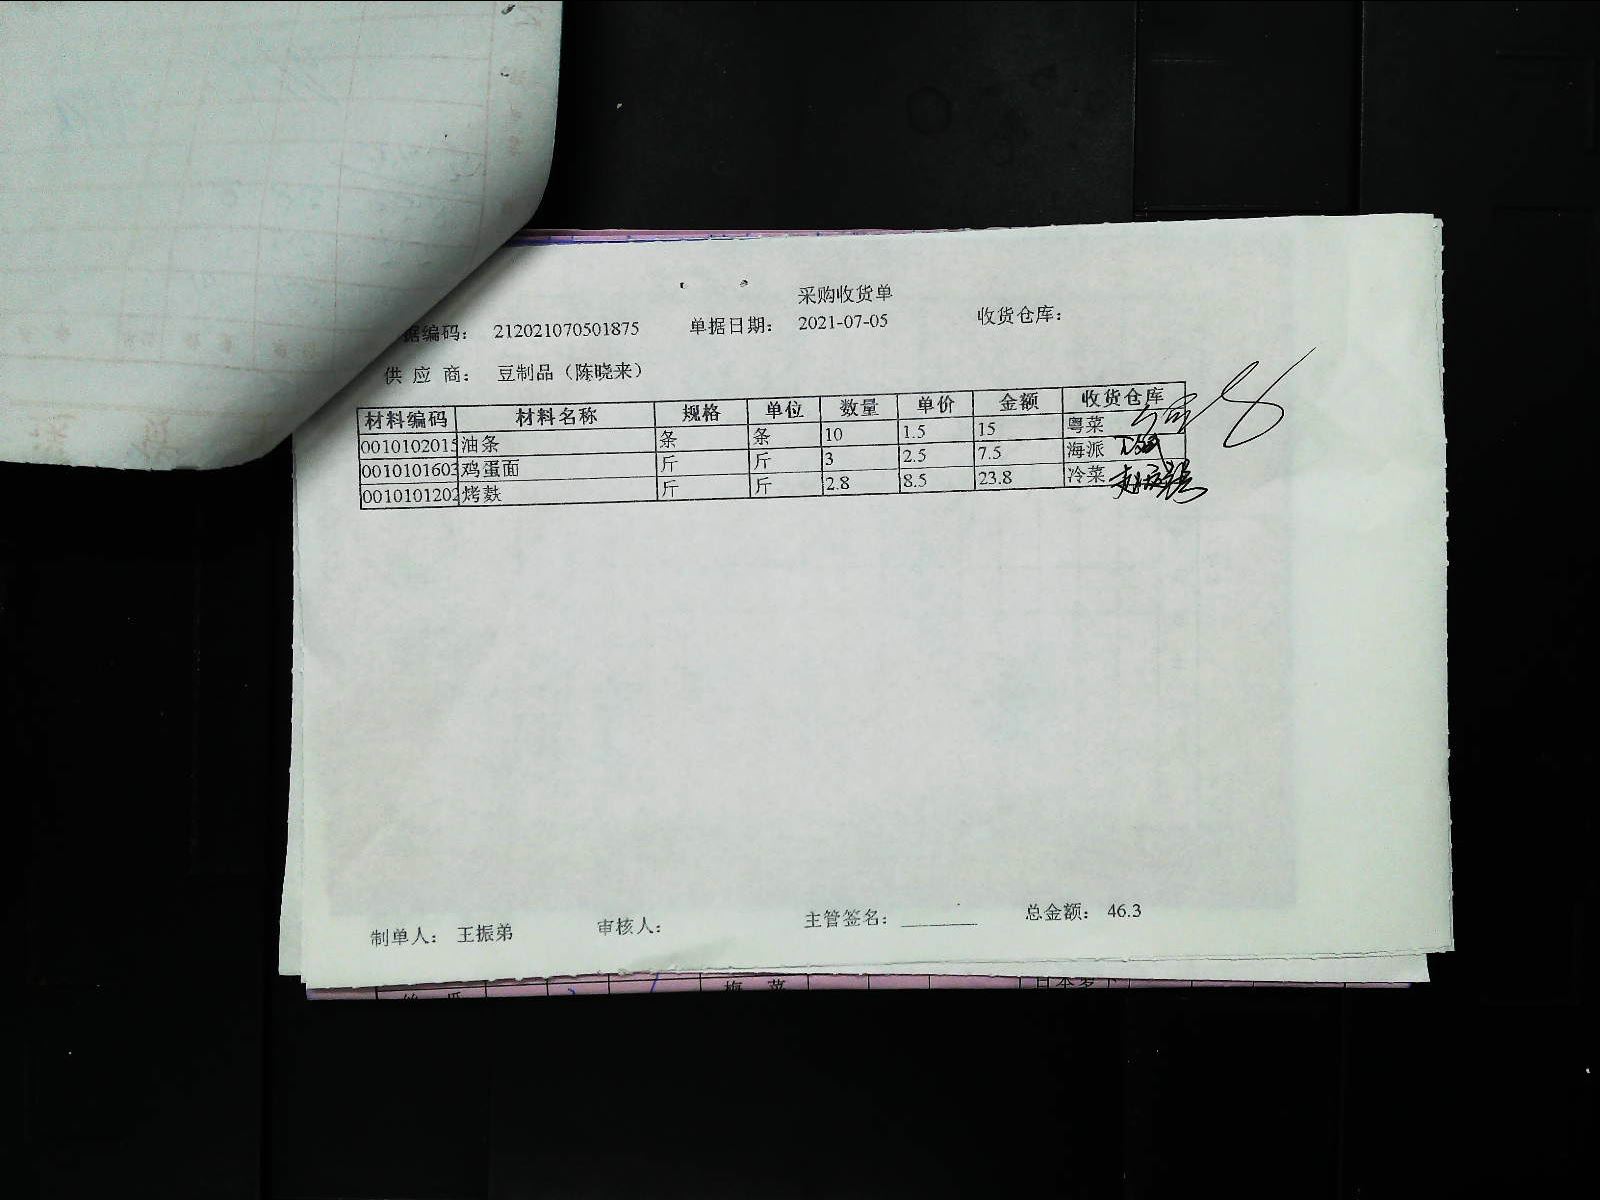 采购收货单
据编码： 212021070501875 单据日期： 2021-07-05 收货仓库：
供 应 商： 豆制品（陈晓来）
材料编码 材料名称 规格 单位 数量 单价 金额 收货仓库
0010102015 油条 条 条 10 1.5 15 粤菜
0010101603 鸡蛋面 斤 斤 3 2.5 7.5 海派
0010101202 烤麸 斤 斤 2.8 8.5 23.8 冷菜
制单人： 王振弟 审核人： 主管签名： 总金额： 46.3